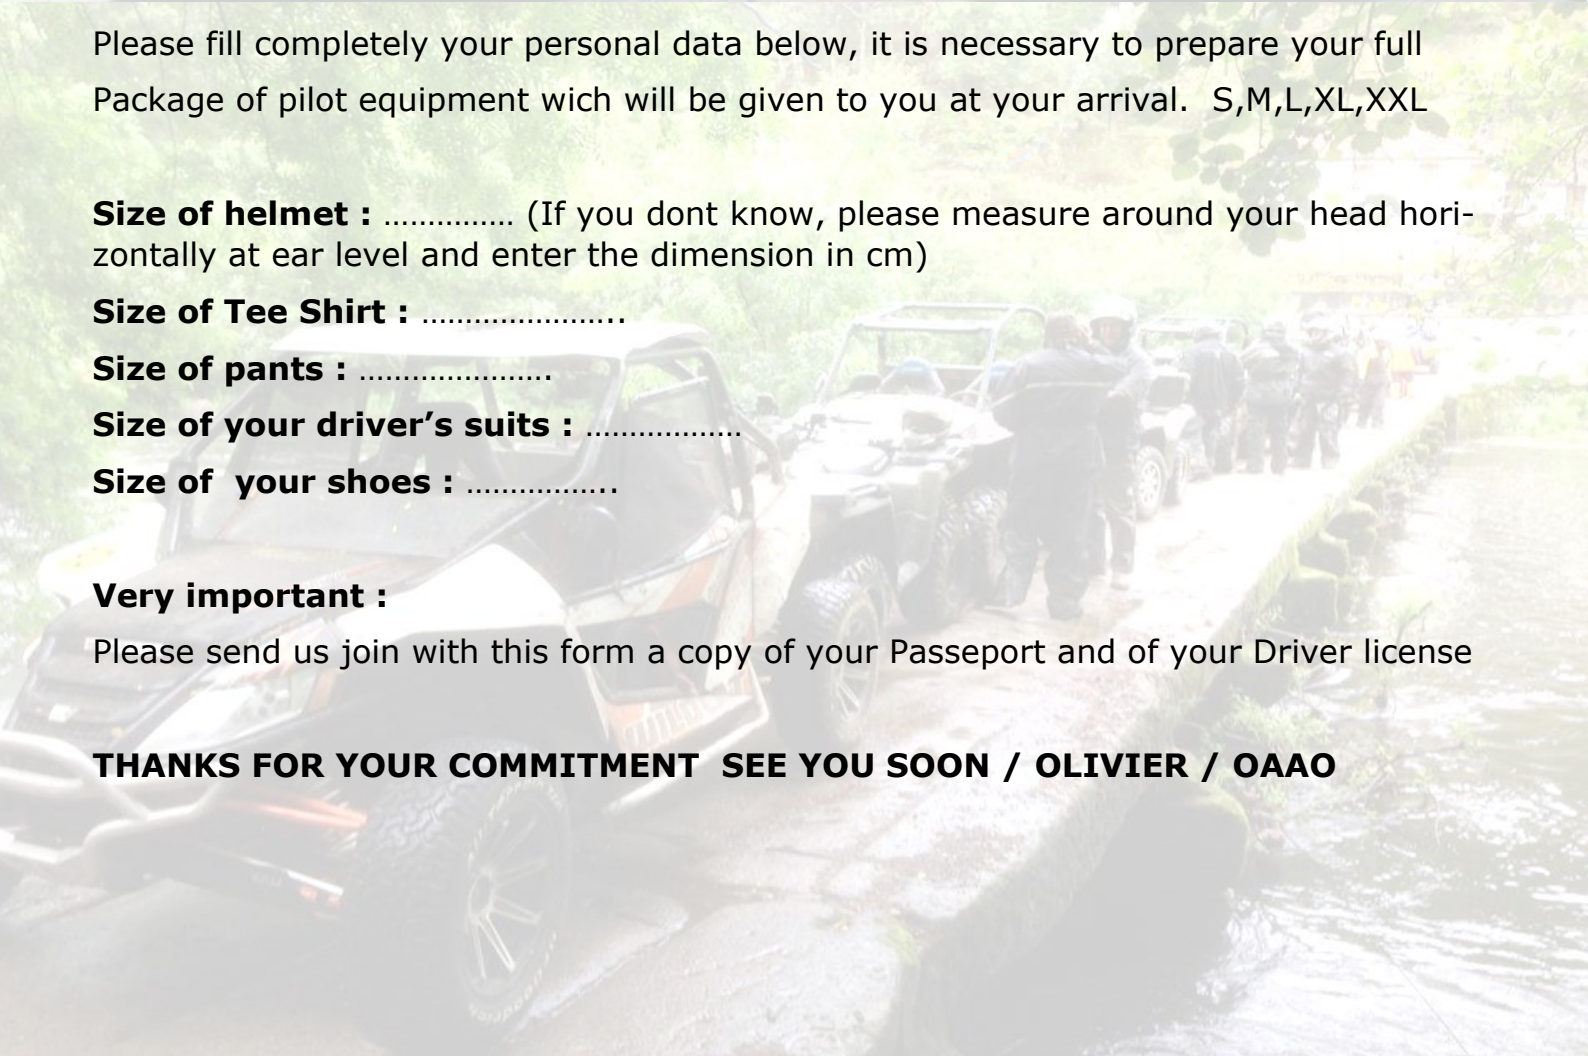 Please fill completely your personal data below, it is necessary to prepare your full
Package of pilot equipment wich will be given to you at your arrival.  S,M,L,XL,XXL
Size of helmet : …………… (If you dont know, please measure around your head hori-
zontally at ear level and enter the dimension in cm)
Size of Tee Shirt : …………………..
Size of pants : ………………….
Size of your driver’s suits : ………………
Size of  your shoes : ……………..
Very important :
Please send us join with this form a copy of your Passeport and of your Driver license
THANKS FOR YOUR COMMITMENT  SEE YOU SOON / OLIVIER / OAAO